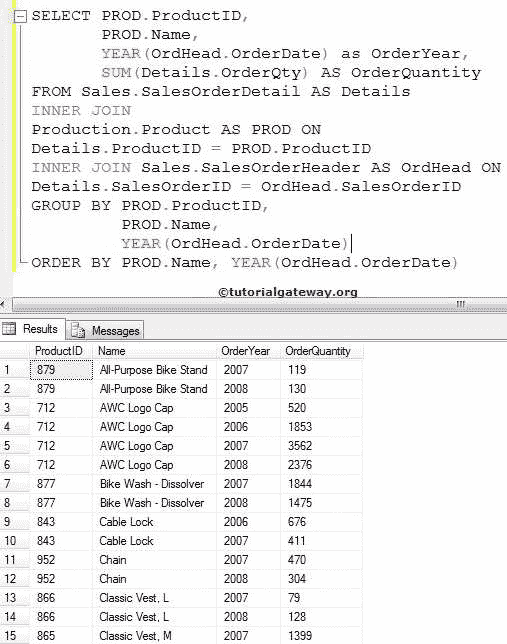 SELECT PROD.ProductID,
PROD.Name,
YEAR(OrdHead.OrderDate) as OrderYear,
SUM(Details.OrderQty) AS OrderQuantity
FROM Sales.SalesOrderDetail AS Details
INNER JOIN
Production.Product AS PROD ON
Details.ProductID = PROD.ProductID
INNER JOIN Sales.SalesOrderHeader AS OrdHead ON
Details.SalesOrderID = OrdHead.SalesOrderID
GROUP BY PROD.ProductID,
PROD.Name,
YEAR(OrdHead.OrderDate)
ORDER BY PROD.Name, YEAR(OrdHead.OrderDate)
©tutorialgateway.org
Results Messages
ProductID Name OrderYear OrderQuantity
1 879 All-Purpose Bike Stand 2007 119
2 879 All-Purpose Bike Stand 2008 130
3 712 AWC Logo Cap 2005 520
4 712 AWC Logo Cap 2006 1853
5 712 AWC Logo Cap 2007 3562
6 712 AWC Logo Cap 2008 2376
7 877 Bike Wash - Dissolver 2007 1844
8 877 Bike Wash - Dissolver 2008 1475
9 843 Cable Lock 2006 676
10 843 Cable Lock 2007 411
11 952 Chain 2007 470
12 952 Chain 2008 304
13 866 Classic Vest, L 2007 79
14 866 Classic Vest, L 2008 128
15 865 Classic Vest, M 2007 1399